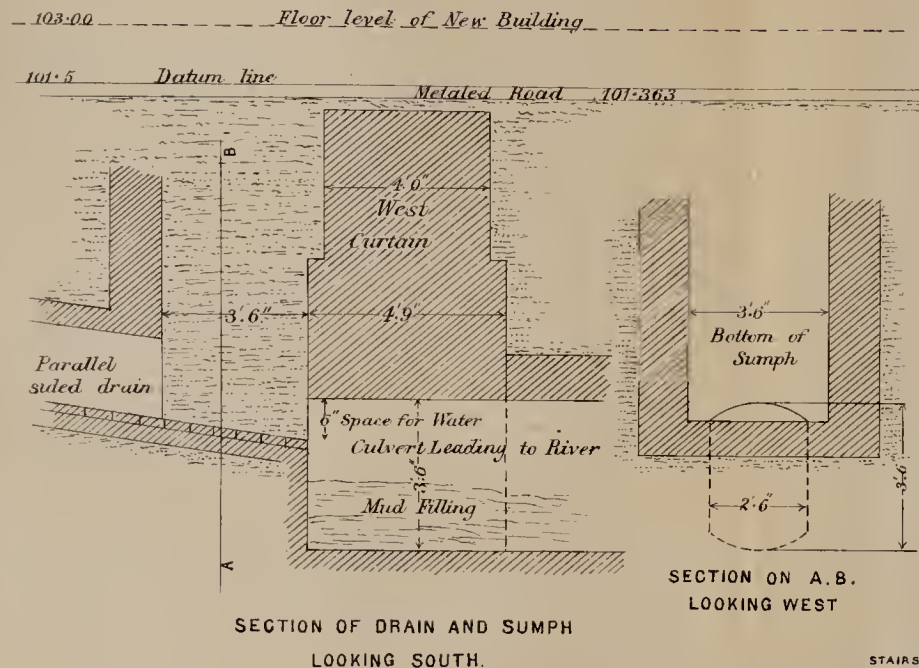 103·00 Floor level of New Building
101·5 Datum line
Metaled Road 101·363
B
4'0"
West
Curtain
3'.6"
4'.9"
3'.6"
Bottom of
Sumph
Parallel
sided drain
6" Space for Water
Culvert Leading to River
3'.6"
Mud Filling
2'.6"
3'.6"
A
SECTION OF DRAIN AND SUMPH
LOOKING SOUTH.
SECTION ON A.B.
LOOKING WEST
STAIRS